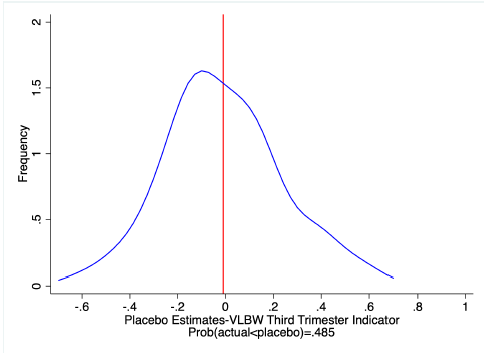 2
1.5
1
.5
0
Frequency
-.6 -.4 -.2 0 .2 .4 .6 .8 1
Placebo Estimates-VLBW Third Trimester Indicator
Prob(actual<placebo)=.485